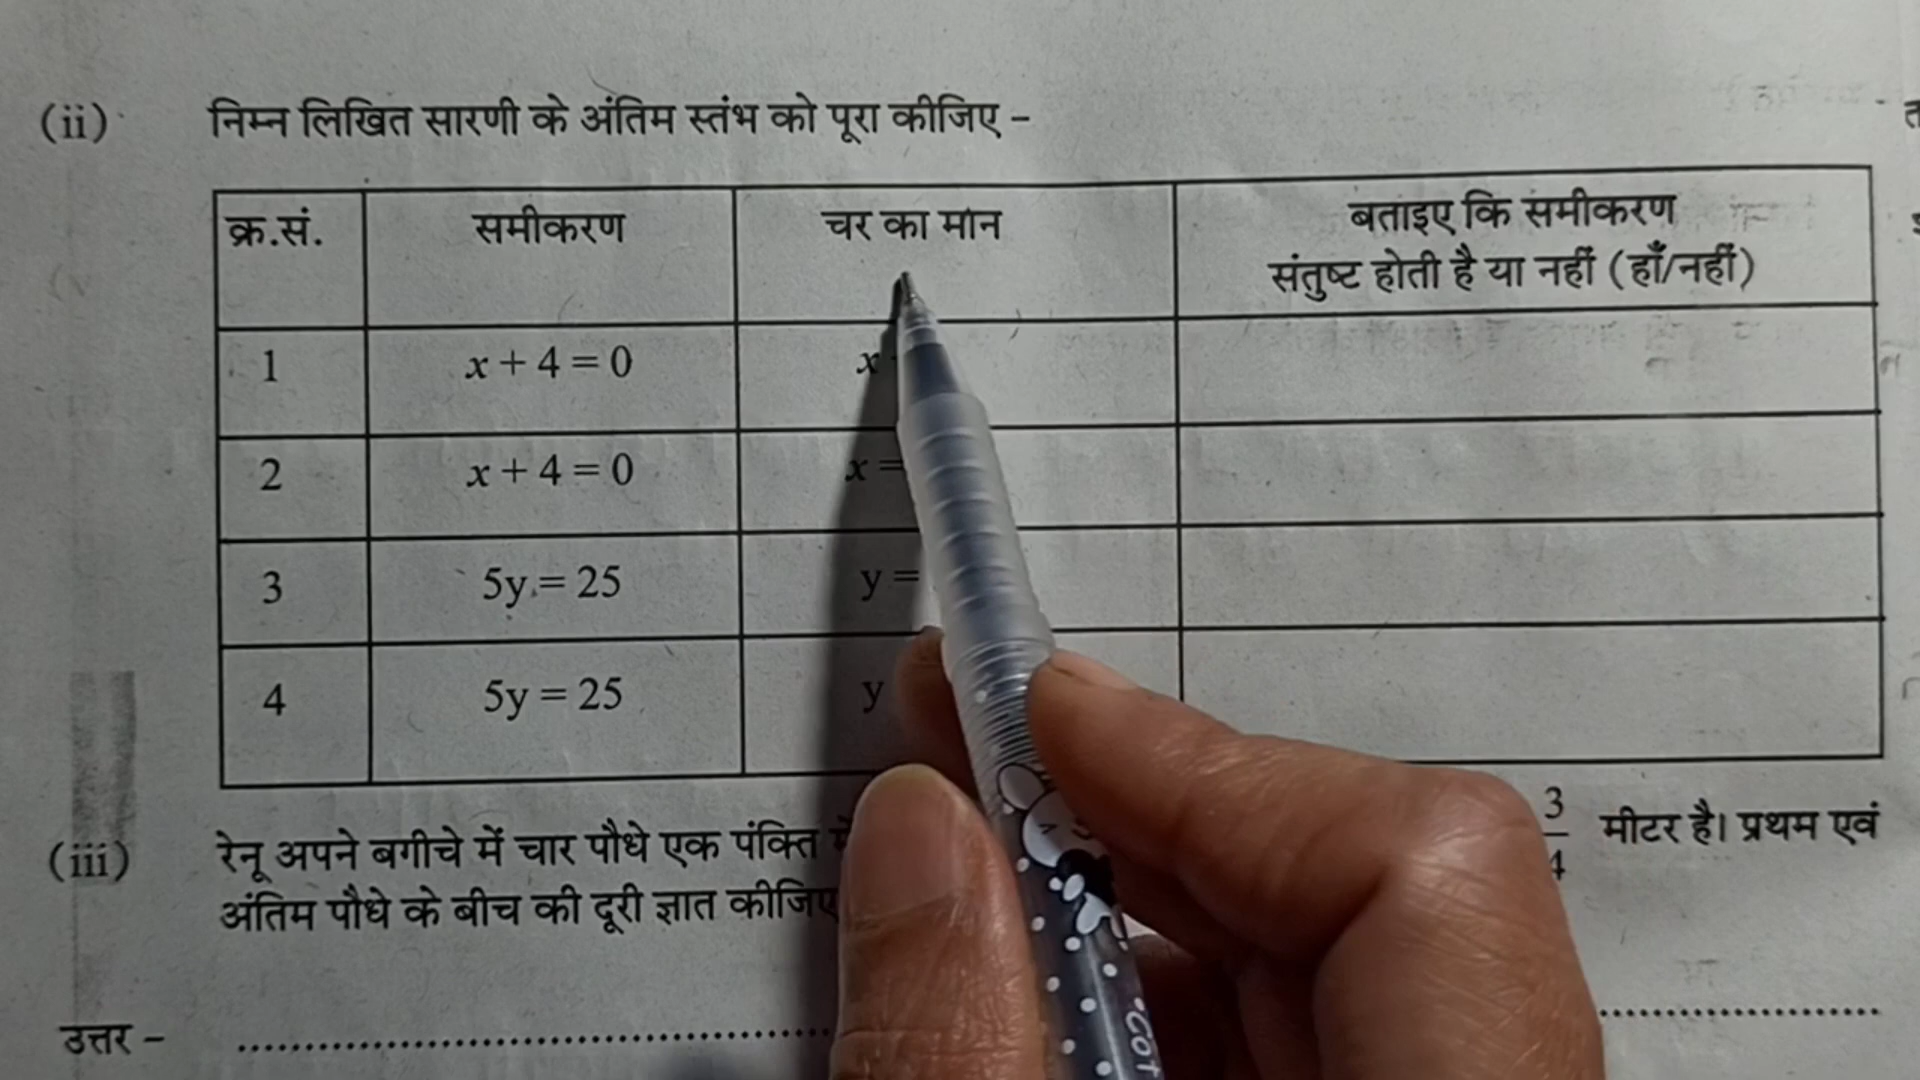 (ii) निम्न लिखित सारणी के अंतिम स्तंभ को पूरा कीजिए –
क्र.सं. समीकरण चर का मान बताइए कि समीकरण
संतुष्ट होती है या नहीं (हाँ/नहीं)
1 x + 4 = 0 x
2 x + 4 = 0 x =
3 5y = 25 y =
4 5y = 25 y
(iii) रेनू अपने बगीचे में चार पौधे एक पंक्ति 3/4 मीटर है। प्रथम एवं
अंतिम पौधे के बीच की दूरी ज्ञात कीजिए
उत्तर –